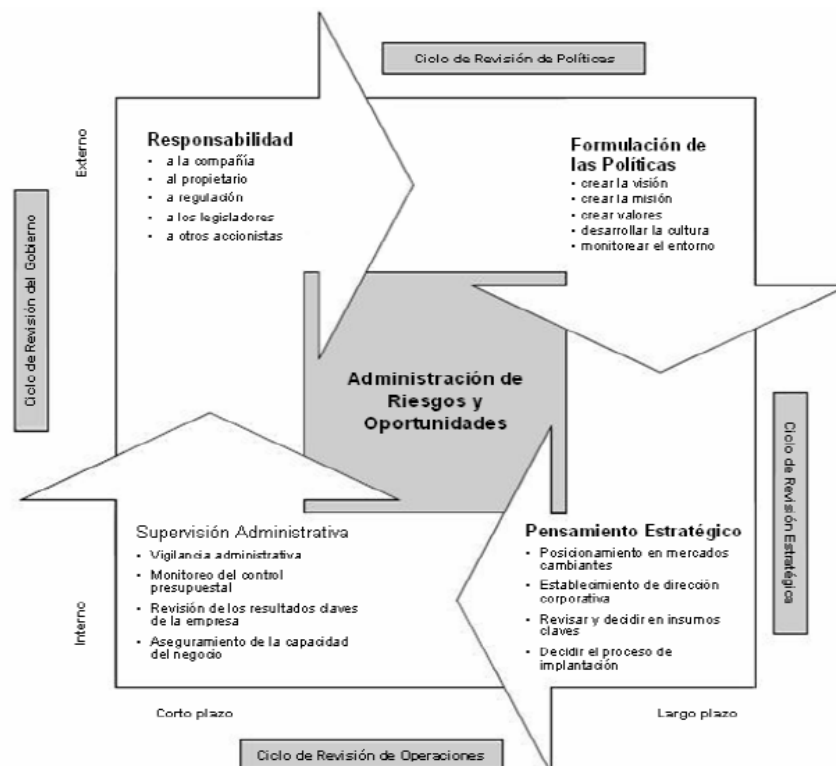 Ciclo de Revisión de Políticas
Externo
Responsabilidad
• a la compañía
• al propietario
• a regulación
• a los legisladores
• a otros accionistas
Formulación de
las Políticas
• crear la visión
• crear la misión
• crear valores
• desarrollar la cultura
• monitorear el entorno
Ciclo de Revisión del Gobierno
Administración de
Riesgos y
Oportunidades
Ciclo de Revisión Estratégica
Supervisión Administrativa
• Vigilancia administrativa
• Monitoreo del control
presupuestal
• Revisión de los resultados claves
de la empresa
• Aseguramiento de la capacidad
del negocio
Pensamiento Estratégico
• Posicionamiento en mercados
cambiantes
• Establecimiento de dirección
corporativa
• Revisar y decidir en insumos
claves
• Decidir el proceso de
implantación
Interno
Corto plazo
Largo plazo
Ciclo de Revisión de Operaciones